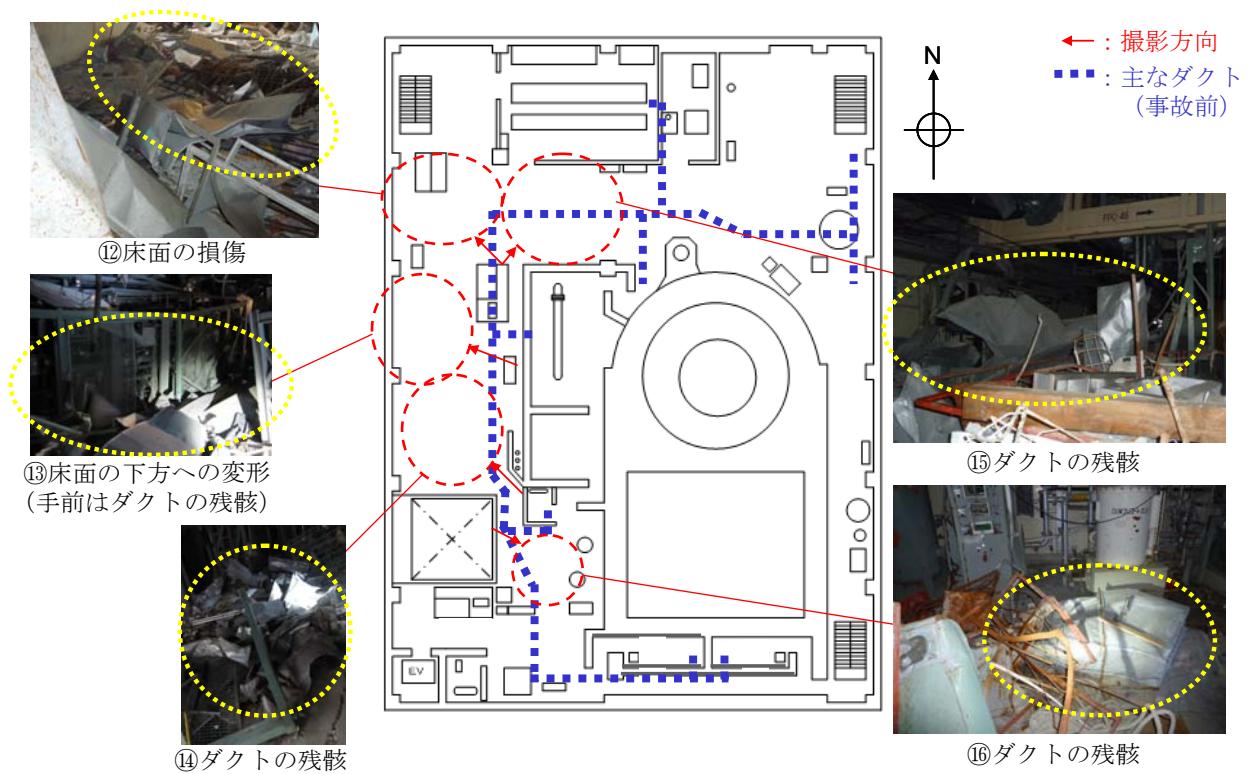 ←：撮影方向
：主なダクト
（事故前）
N
⑫床面の損傷
⑬床面の下方への変形
（手前はダクトの残骸）
⑭ダクトの残骸
⑮ダクトの残骸
⑯ダクトの残骸
EV